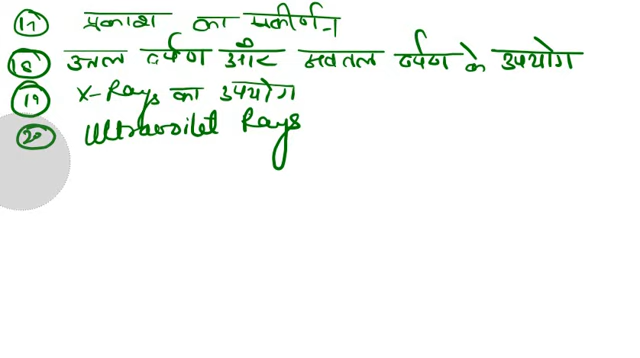 17 प्रकाश का प्रकीर्णन
18 उत्तल दर्पण और अवतल दर्पण के उपयोग
19 X-Rays का उपयोग
20 Ultraviolet Rays